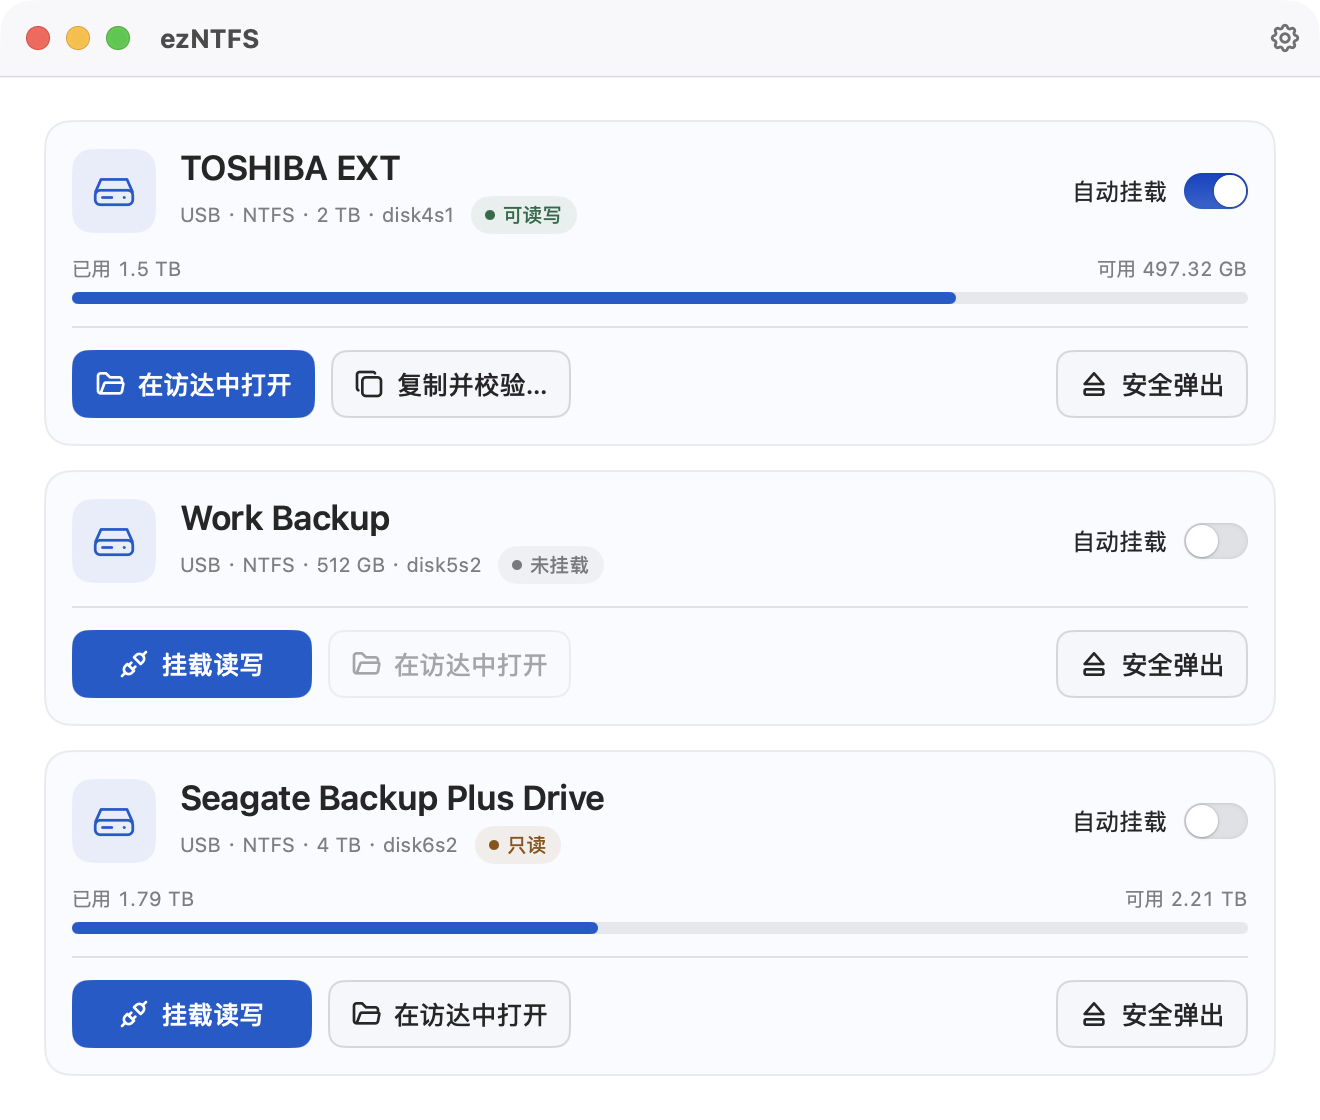 ezNTFS
TOSHIBA EXT
USB · NTFS · 2 TB · disk4s1
可读写
自动挂载
已用 1.5 TB
可用 497.32 GB
在访达中打开
复制并校验...
安全弹出
Work Backup
USB · NTFS · 512 GB · disk5s2
未挂载
自动挂载
挂载读写
在访达中打开
安全弹出
Seagate Backup Plus Drive
USB · NTFS · 4 TB · disk6s2
只读
自动挂载
已用 1.79 TB
可用 2.21 TB
挂载读写
在访达中打开
安全弹出